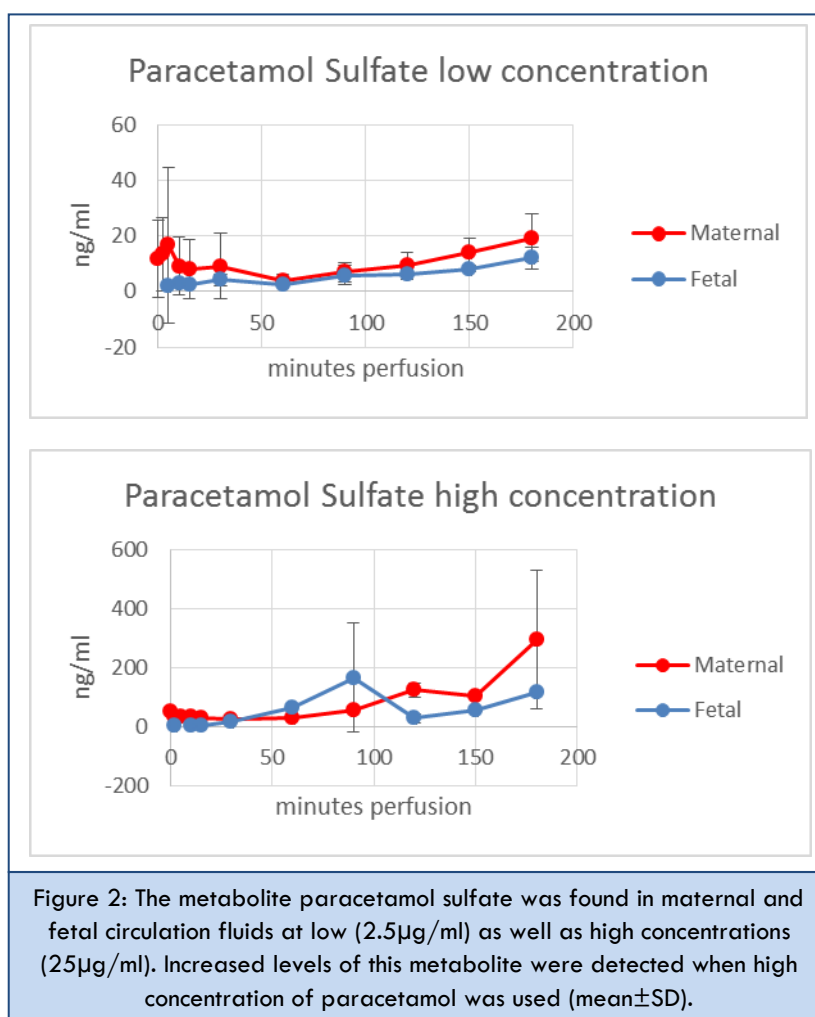 Paracetamol Sulfate low concentration
60
40
20
0
-20
ng/ml
0 50 100 150 200
minutes perfusion
Maternal
Fetal
Paracetamol Sulfate high concentration
600
400
200
0
-200
ng/ml
0 50 100 150 200
minutes perfusion
Maternal
Fetal
Figure 2: The metabolite paracetamol sulfate was found in maternal and
fetal circulation fluids at low (2.5µg/ml) as well as high concentrations
(25µg/ml). Increased levels of this metabolite were detected when high
concentration of paracetamol was used (mean±SD).